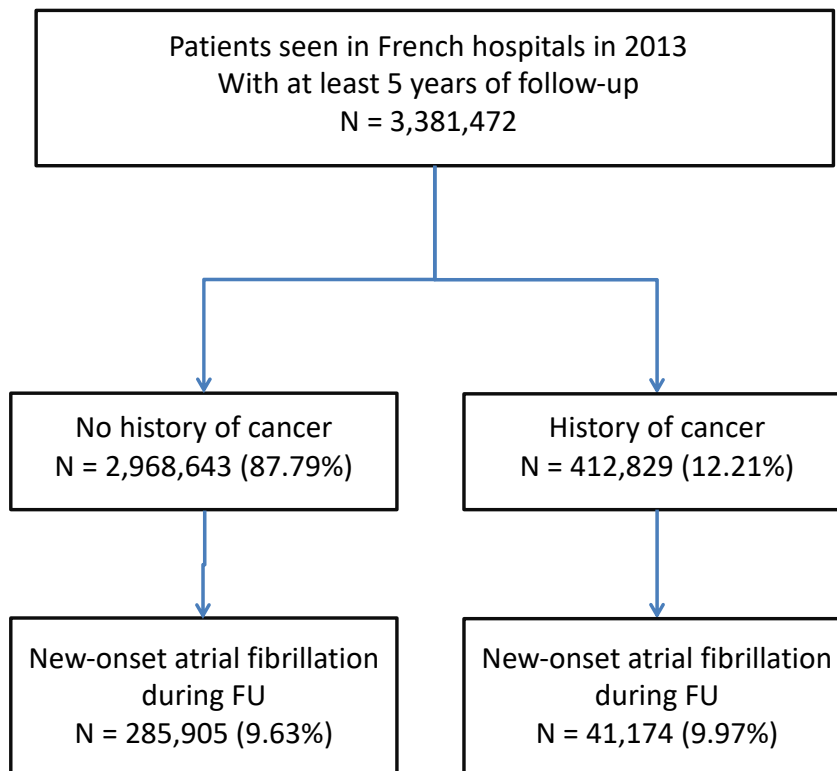 Patients seen in French hospitals in 2013
With at least 5 years of follow-up
N = 3,381,472
No history of cancer
N = 2,968,643 (87.79%)
History of cancer
N = 412,829 (12.21%)
New-onset atrial fibrillation
during FU
N = 285,905 (9.63%)
New-onset atrial fibrillation
during FU
N = 41,174 (9.97%)